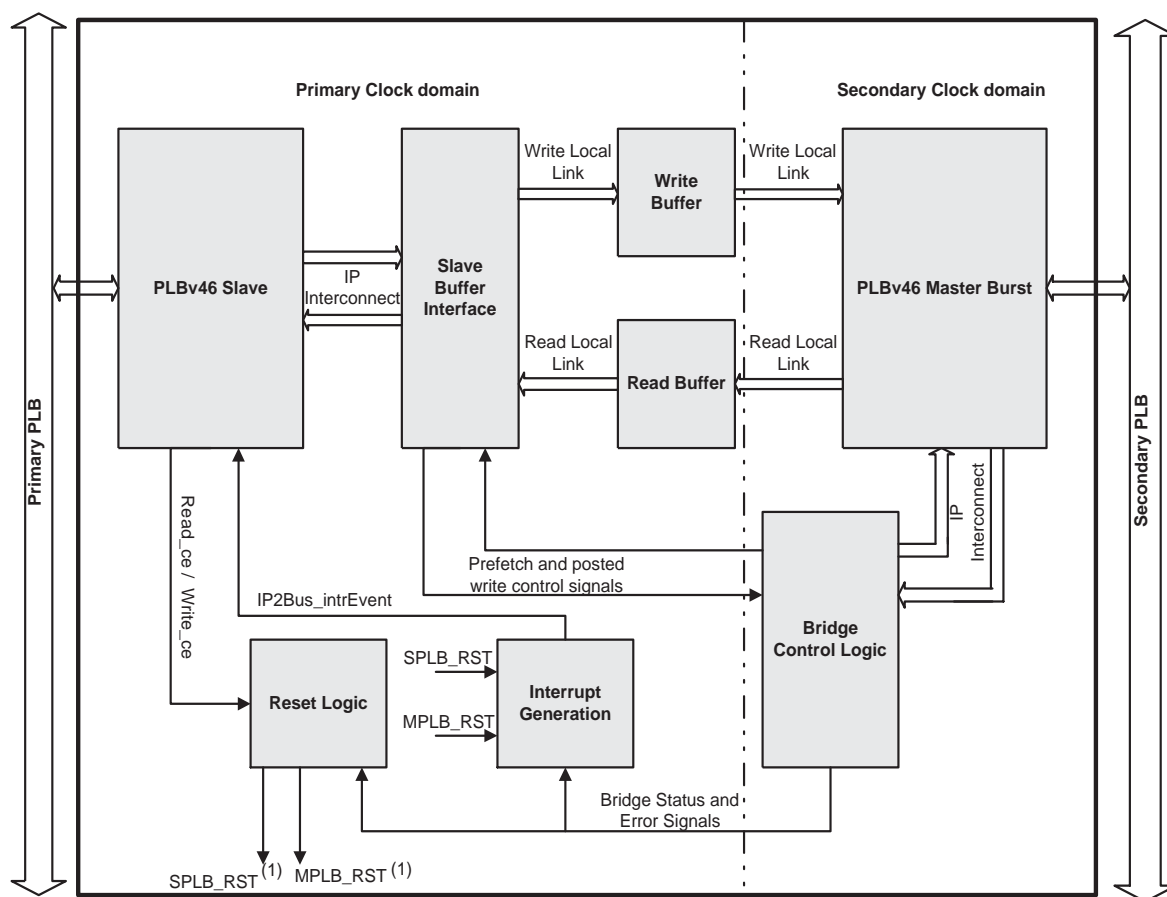 Primary Clock domain
Secondary Clock domain
Write Local
Link
Write Local
Link
Write
Buffer
IP
Interconnect
Slave
Buffer
Interface
PLBv46 Slave
PLBv46 Master Burst
Read Local
Link
Read Local
Link
Read Buffer
Primary PLB
Secondary PLB
Read_ce / Write_ce
IP
Interconnect
Prefetch and posted
write control signals
IP2Bus_intrEvent
Bridge
Control Logic
SPLB_RST
Reset Logic
Interrupt
Generation
MPLB_RST
Bridge Status and
Error Signals
SPLB_RST(1)
MPLB_RST(1)